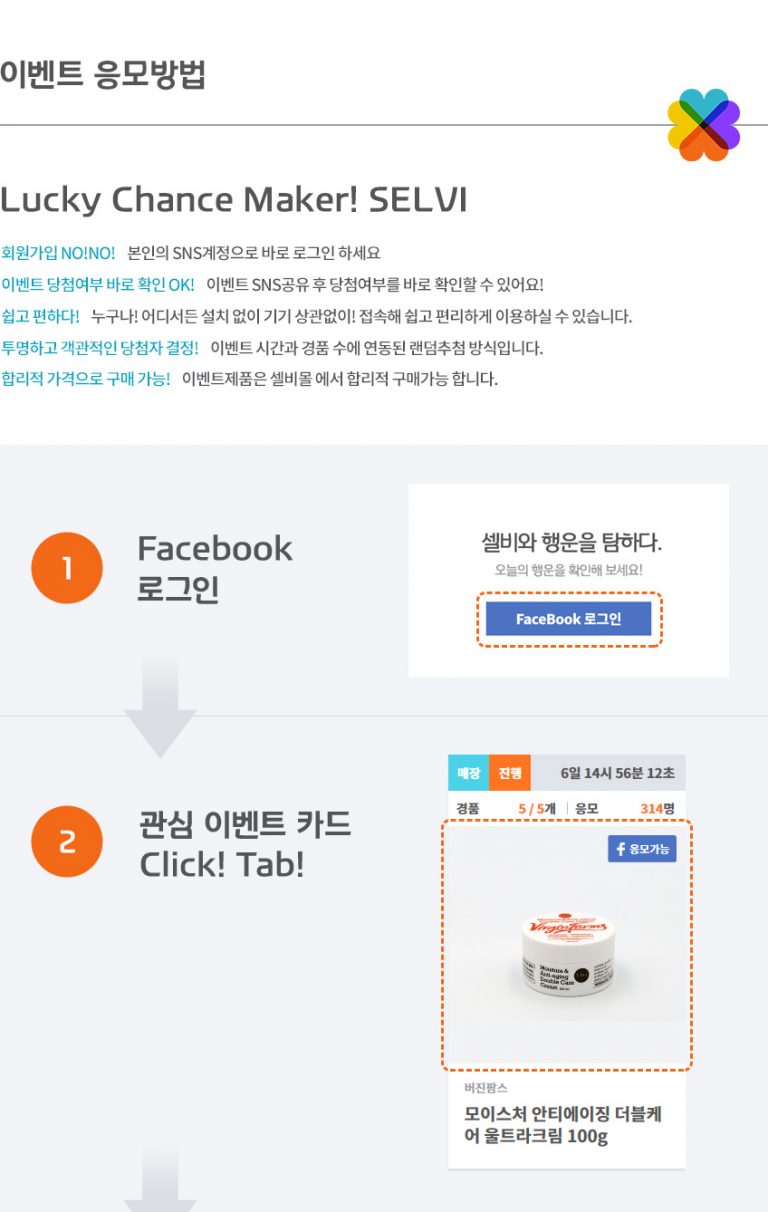 이벤트 응모방법
Lucky Chance Maker! SELVI
회원가입 NO!NO! 본인의 SNS계정으로 바로 로그인 하세요
이벤트 당첨여부 바로 확인 OK! 이벤트 SNS공유 후 당첨여부를 바로 확인할 수 있어요!
쉽고 편하다! 누구나! 어디서든 설치 없이 기기 상관없이! 접속해 쉽고 편리하게 이용하실 수 있습니다.
투명하고 객관적인 당첨자 결정! 이벤트 시간과 경품 수에 연동된 랜덤추첨 방식입니다.
합리적 가격으로 구매 가능! 이벤트제품은 셀비몰 에서 합리적 구매가능 합니다.
1
Facebook
로그인
셀비와 행운을 탐하다.
오늘의 행운을 확인해 보세요!
FaceBook 로그인
2
관심 이벤트 카드
Click! Tab!
매장 진행 6일 14시 56분 12초
경품 5 / 5개 응모 314명
f 응모가능
Virginfarms
Moisture &
Anti-aging
Double Care
Cream
버진팜스
모이스처 안티에이징 더블케
어 울트라크림 100g